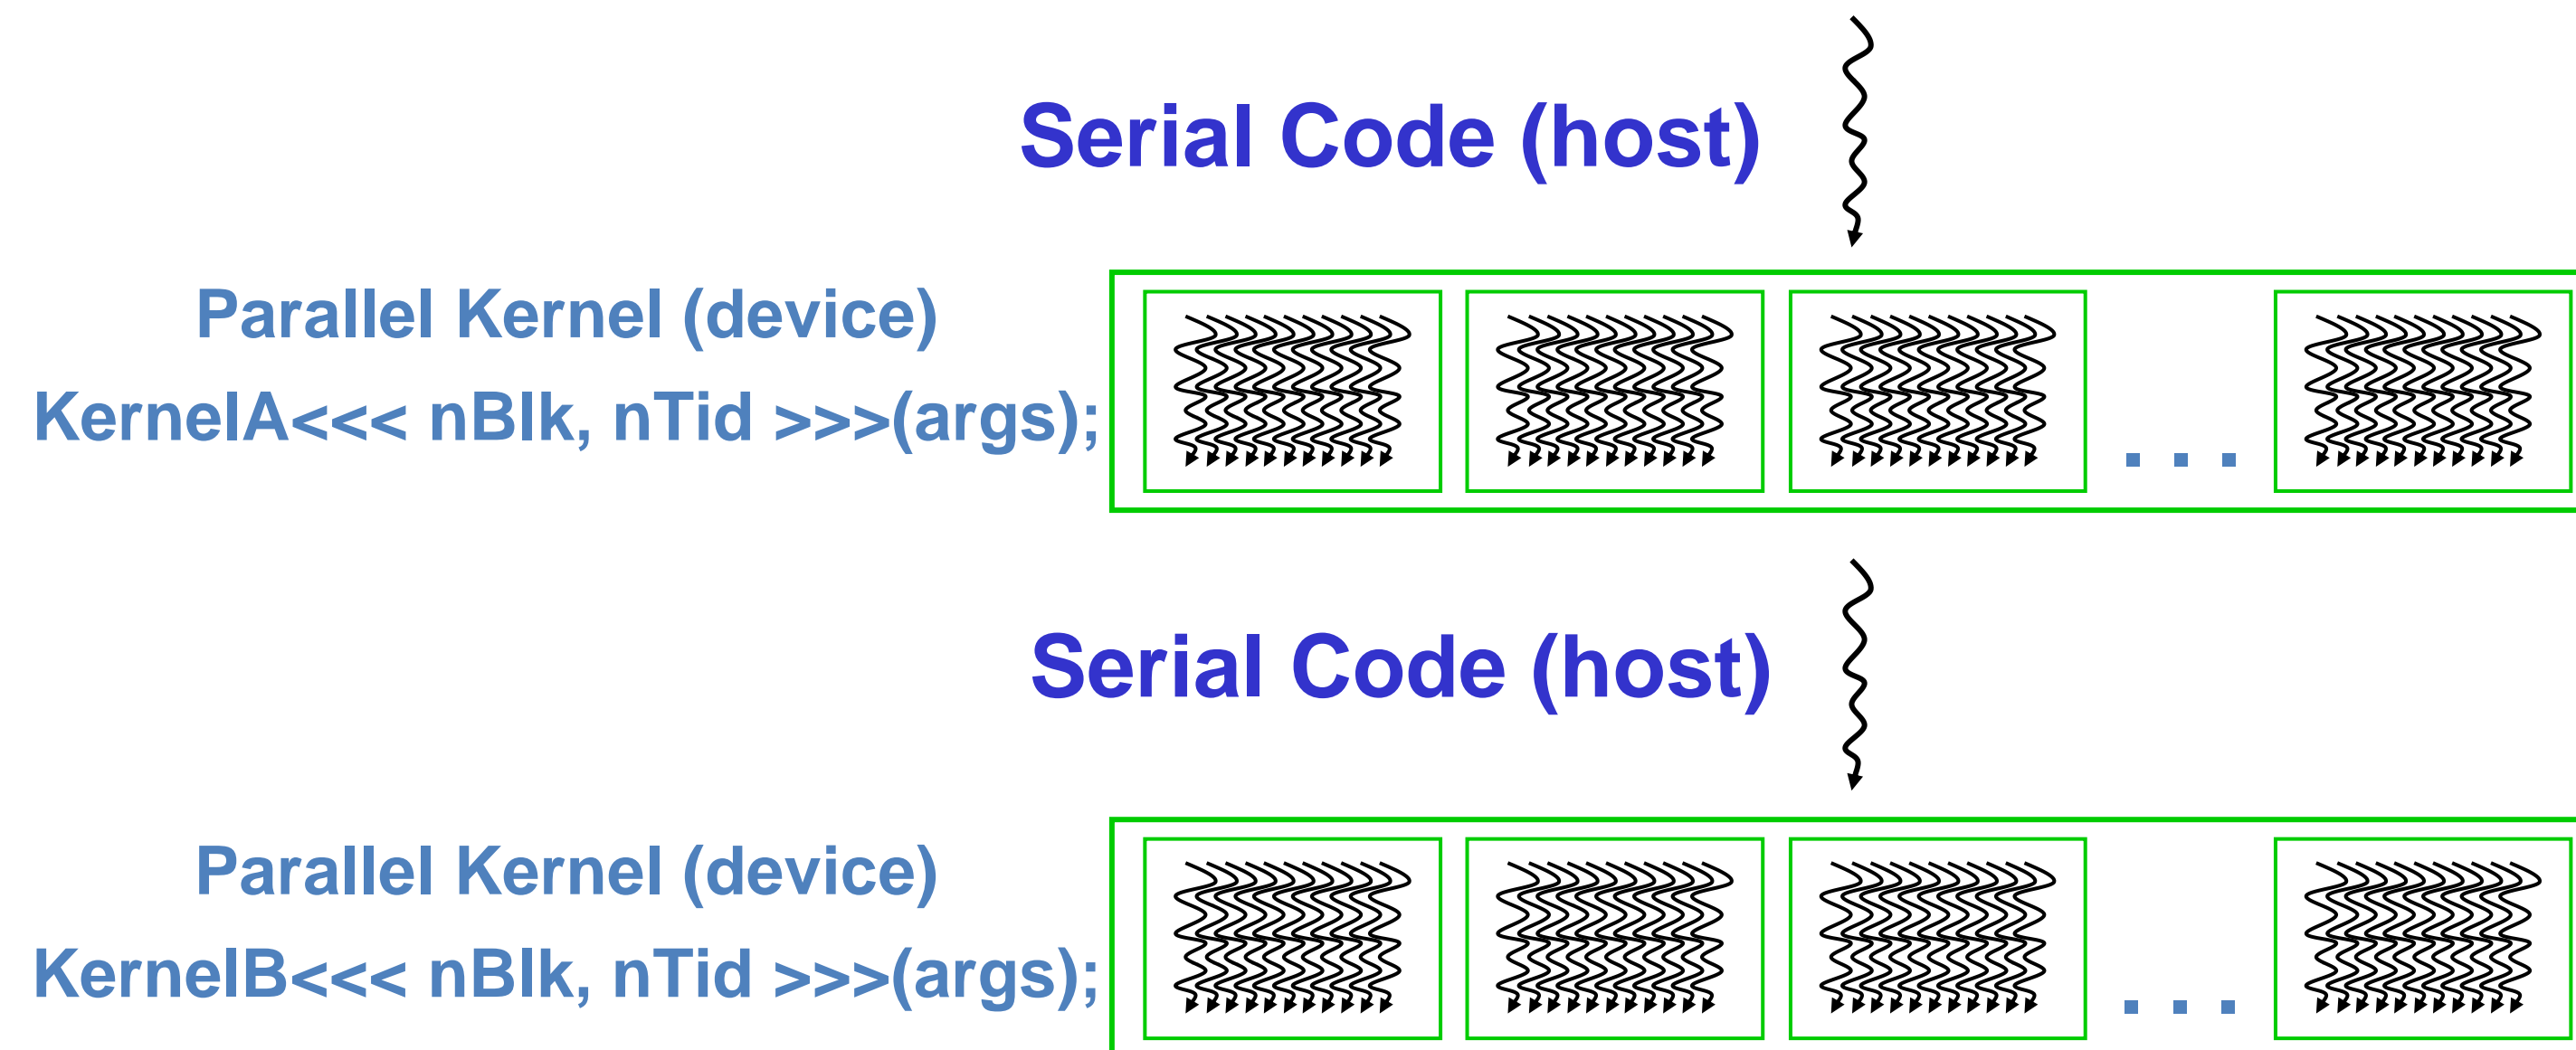 Serial Code (host)
Parallel Kernel (device)
KernelA<<< nBlk, nTid >>>(args);
. . .
Serial Code (host)
Parallel Kernel (device)
KernelB<<< nBlk, nTid >>>(args);
. . .